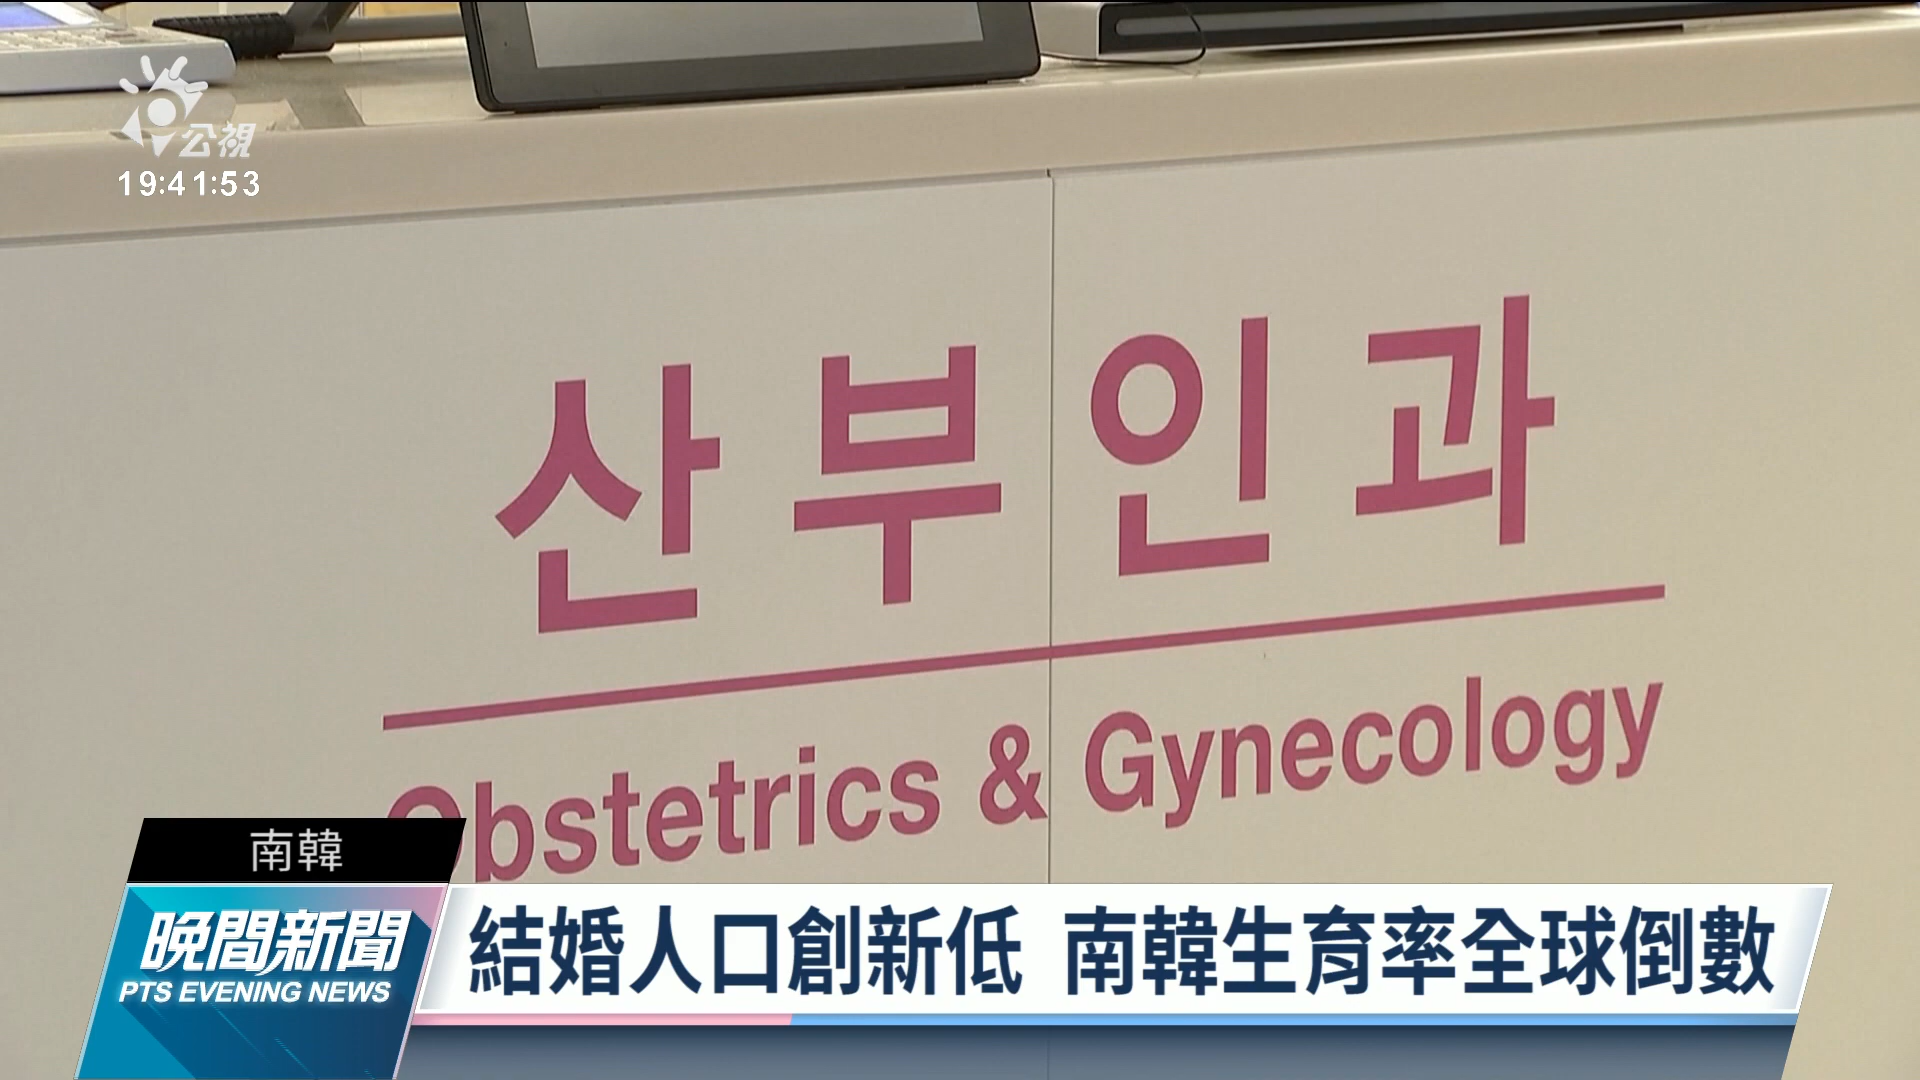 公視
19:41:53
산부인과
Obstetrics & Gynecology
南韓
晚間新聞
PTS EVENING NEWS
結婚人口創新低 南韓生育率全球倒數